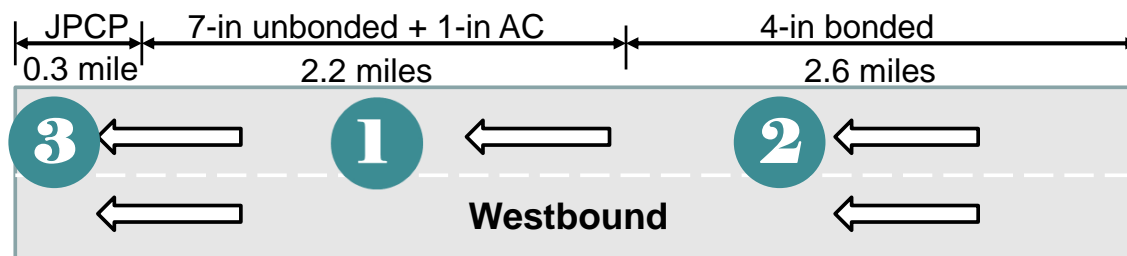 JPCP 7-in unbonded + 1-in AC 4-in bonded
0.3 mile 2.2 miles 2.6 miles
3 1 2
Westbound